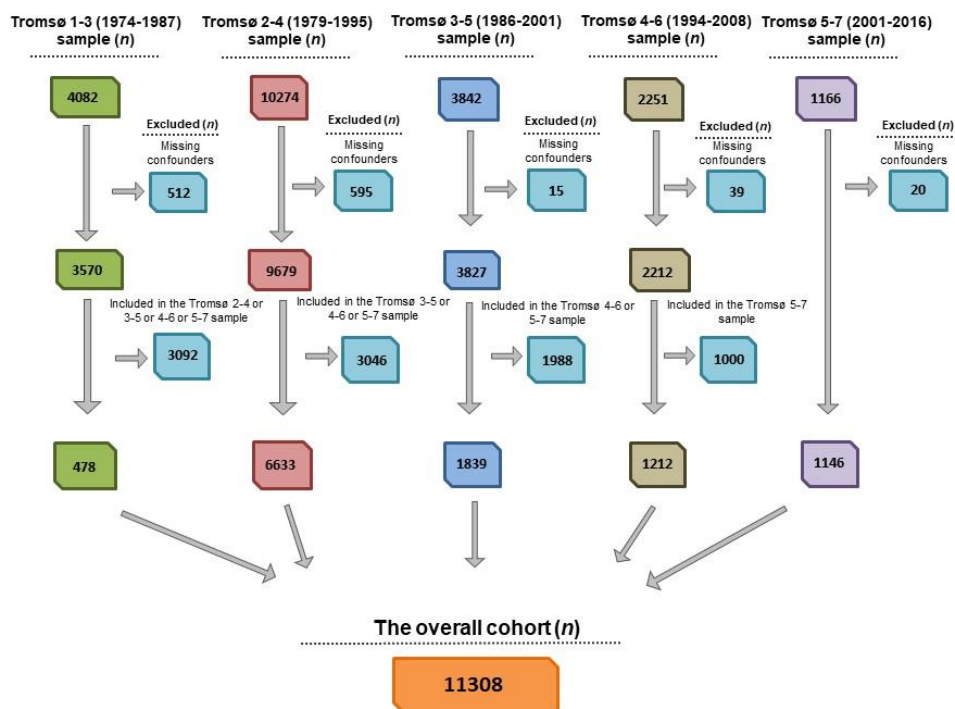 Tromsø 1-3 (1974-1987)
sample (n)
Tromsø 2-4 (1979-1995)
sample (n)
Tromsø 3-5 (1986-2001)
sample (n)
Tromsø 4-6 (1994-2008)
sample (n)
Tromsø 5-7 (2001-2016)
sample (n)
4082
10274
3842
2251
1166
Excluded (n)
Missing
confounders
512
Excluded (n)
Missing
confounders
595
Excluded (n)
Missing
confounders
15
Excluded (n)
Missing
confounders
39
Excluded (n)
Missing
confounders
20
3570
9679
3827
2212
Included in the Tromsø 2-4 or
3-5 or 4-6 or 5-7 sample
3092
Included in the Tromsø 3-5 or
4-6 or 5-7 sample
3046
Included in the Tromsø 4-6 or
5-7 sample
1988
Included in the Tromsø 5-7
sample
1000
478
6633
1839
1212
1146
The overall cohort (n)
11308